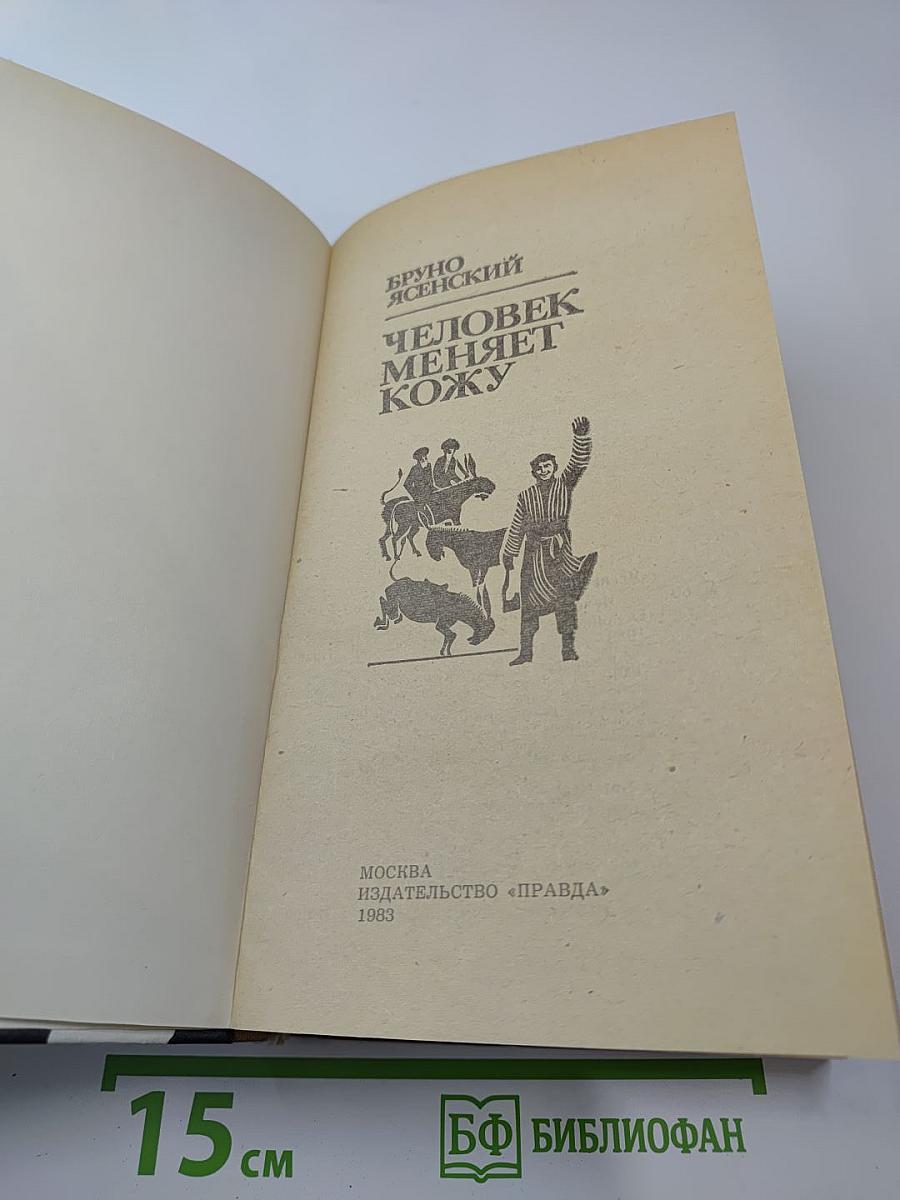 БРУНО
ЯСЕНСКИЙ
ЧЕЛОВЕК
МЕНЯЕТ
КОЖУ
МОСКВА
ИЗДАТЕЛЬСТВО «ПРАВДА»
1983
15 см
БФ БИБЛИОФАН